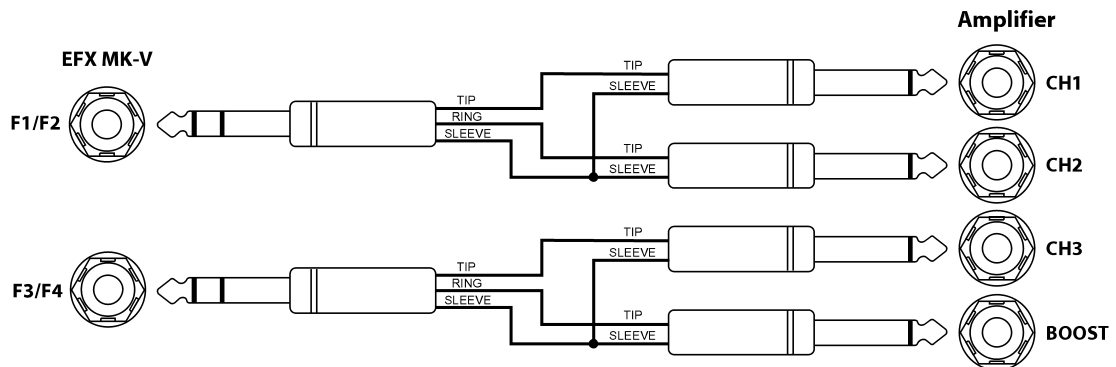 Amplifier
EFX MK-V
F1/F2
TIP
RING
SLEEVE
TIP
SLEEVE
CH1
TIP
SLEEVE
CH2
F3/F4
TIP
RING
SLEEVE
TIP
SLEEVE
CH3
TIP
SLEEVE
BOOST